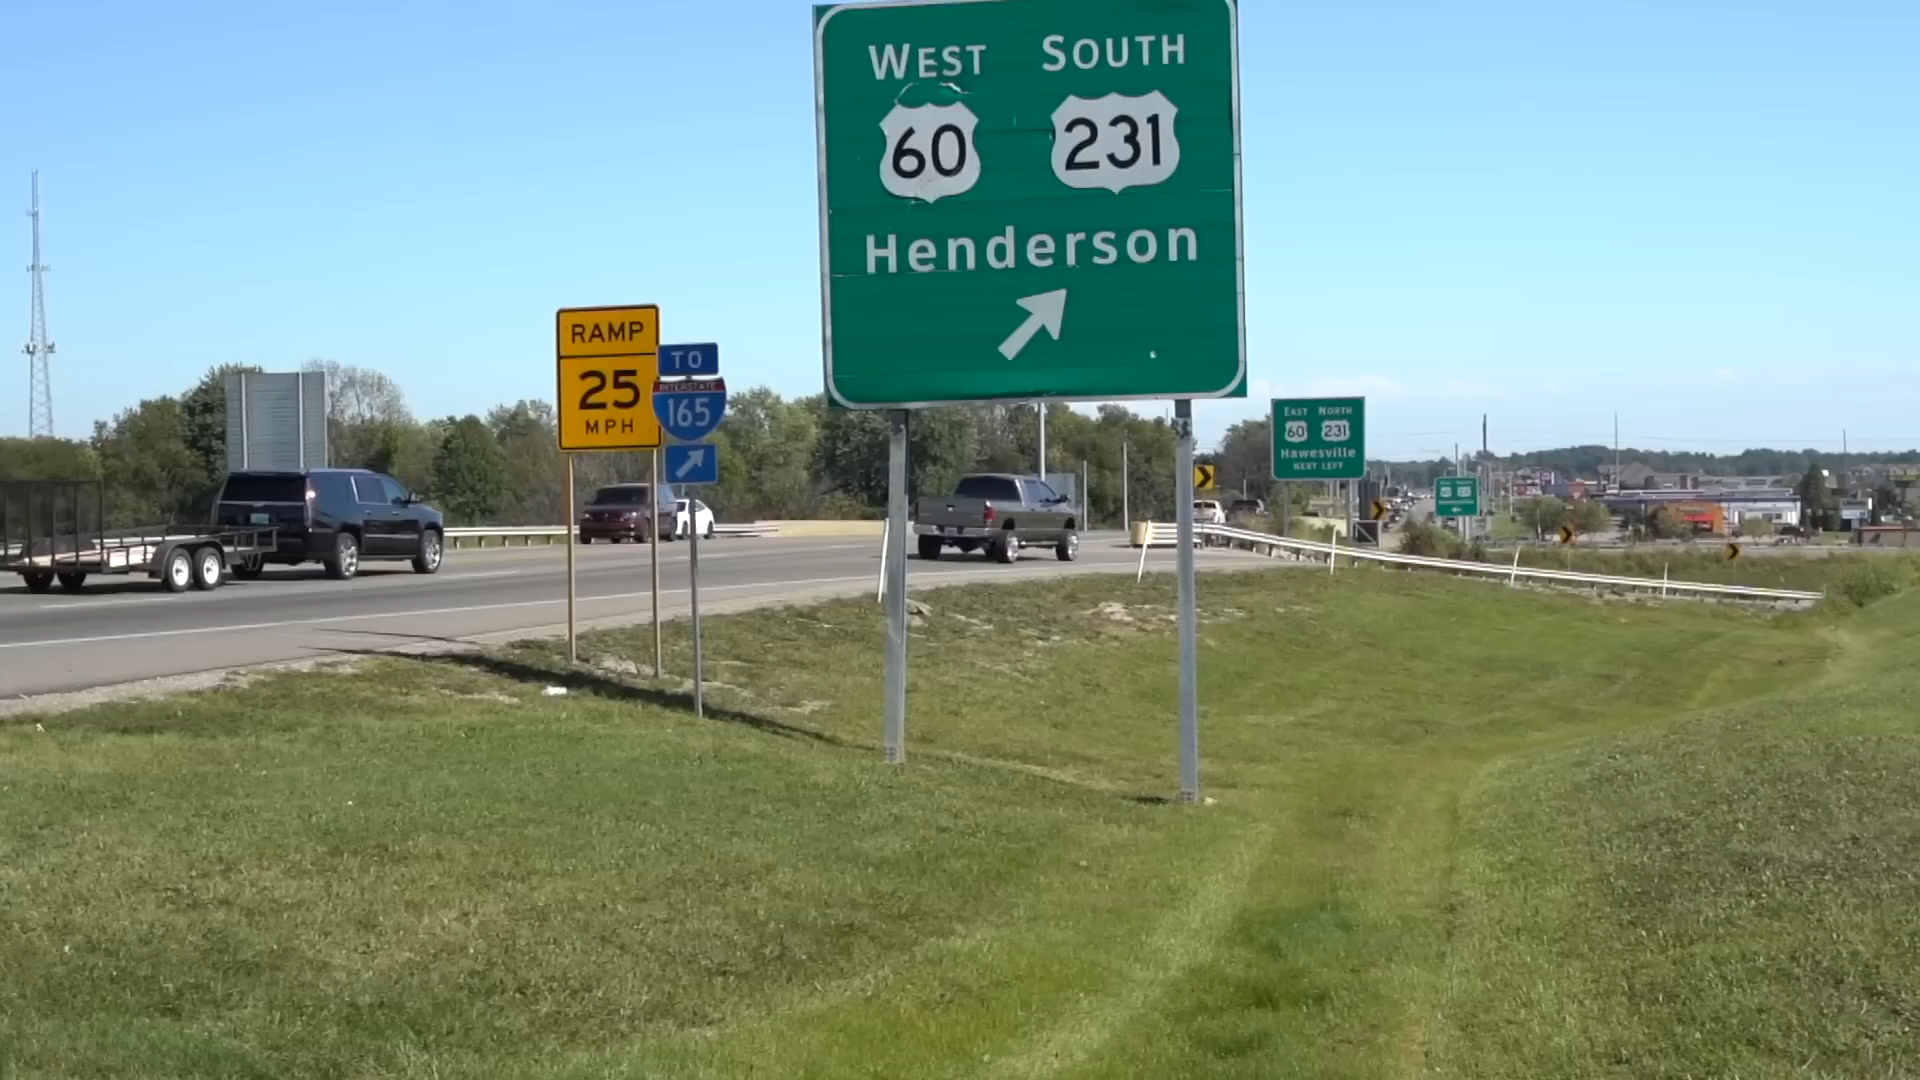 WEST SOUTH
60 231
Henderson
RAMP
25
MPH
TO
INTERSTATE
165
EAST NORTH
60 231
Hawesville
NEXT LEFT